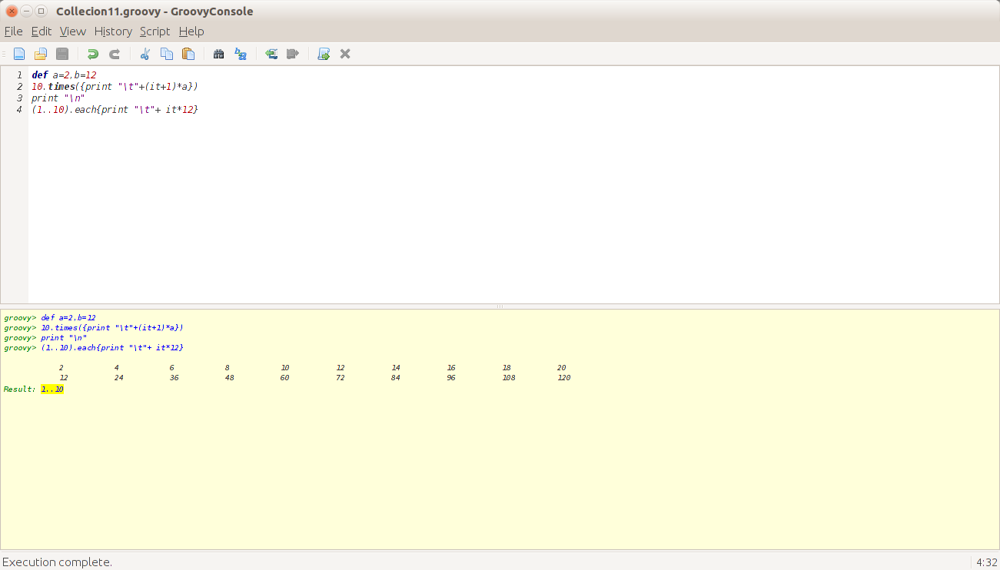 Collecion11.groovy - GroovyConsole
File Edit View History Script Help
1 def a=2,b=12
2 10.times({print "\t"+(it+1)*a})
3 print "\n"
4 (1..10).each{print "\t"+ it*12}
groovy> def a=2,b=12
groovy> 10.times({print "\t"+(it+1)*a})
groovy> print "\n"
groovy> (1..10).each{print "\t"+ it*12}
2 4 6 8 10 12 14 16 18 20
12 24 36 48 60 72 84 96 108 120
Result: 1..10
Execution complete. 4:32